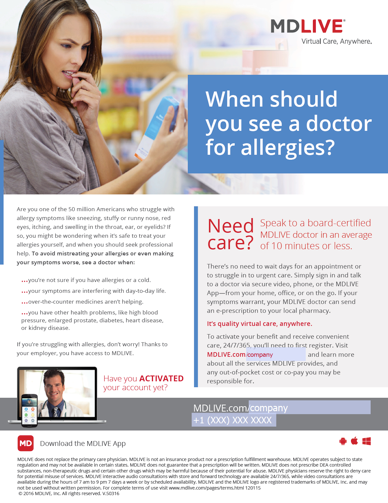 MDLIVE
Virtual Care, Anywhere.
When should
you see a doctor
for allergies?
Are you one of the 50 million Americans who struggle with
allergy symptoms like sneezing, stuffy or runny nose, red
eyes, itching, and swelling in the throat, ear, or eyelids? If
so, you might be wondering when it's safe to treat your
allergies yourself, and when you should seek professional
help. To avoid mistreating your allergies or even making
your symptoms worse, see a doctor when:
...you're not sure if you have allergies or a cold.
...your symptoms are interfering with day-to-day life.
...over-the-counter medicines aren't helping.
...you have other health problems, like high blood
pressure, enlarged prostate, diabetes, heart disease,
or kidney disease.
If you're struggling with allergies, don't worry! Thanks to
your employer, you have access to MDLIVE.
Have you ACTIVATED
your account yet?
Need
care?
Speak to a board-certified
MDLIVE doctor in an average
of 10 minutes or less.
There's no need to wait days for an appointment or
to struggle in to urgent care. Simply sign in and talk
to a doctor via secure video, phone, or the MDLIVE
App—from your home, office, or on the go. If your
symptoms warrant, your MDLIVE doctor can send
an e-prescription to your local pharmacy.
It's quality virtual care, anywhere.
To activate your benefit and receive convenient
care, 24/7/365, you'll need to first register. Visit
MDLIVE.com/company and learn more
about all the services MDLIVE provides, and
any out-of-pocket cost or co-pay you may be
responsible for.
MDLIVE.com/company
+1 (XXX) XXX XXXX
MD
Download the MDLIVE App
MDLIVE does not replace the primary care physician. MDLIVE is not an insurance product nor a prescription fulfillment warehouse. MDLIVE operates subject to state
regulation and may not be available in certain states. MDLIVE does not guarantee that a prescription will be written. MDLIVE does not prescribe DEA controlled
substances, non-therapeutic drugs and certain other drugs which may be harmful because of their potential for abuse. MDLIVE physicians reserve the right to deny care
for potential misuse of services. MDLIVE interactive audio consultations with store and forward technology are available 24/7/365, while video consultations are
available during the hours of 7 am to 9 pm 7 days a week or by scheduled availability. MDLIVE and the MDLIVE logo are registered trademarks of MDLIVE, Inc. and may
not be used without written permission. For complete terms of use visit www.mdlive.com/pages/terms.html 120115
© 2016 MDLIVE, Inc. All rights reserved. V.50316